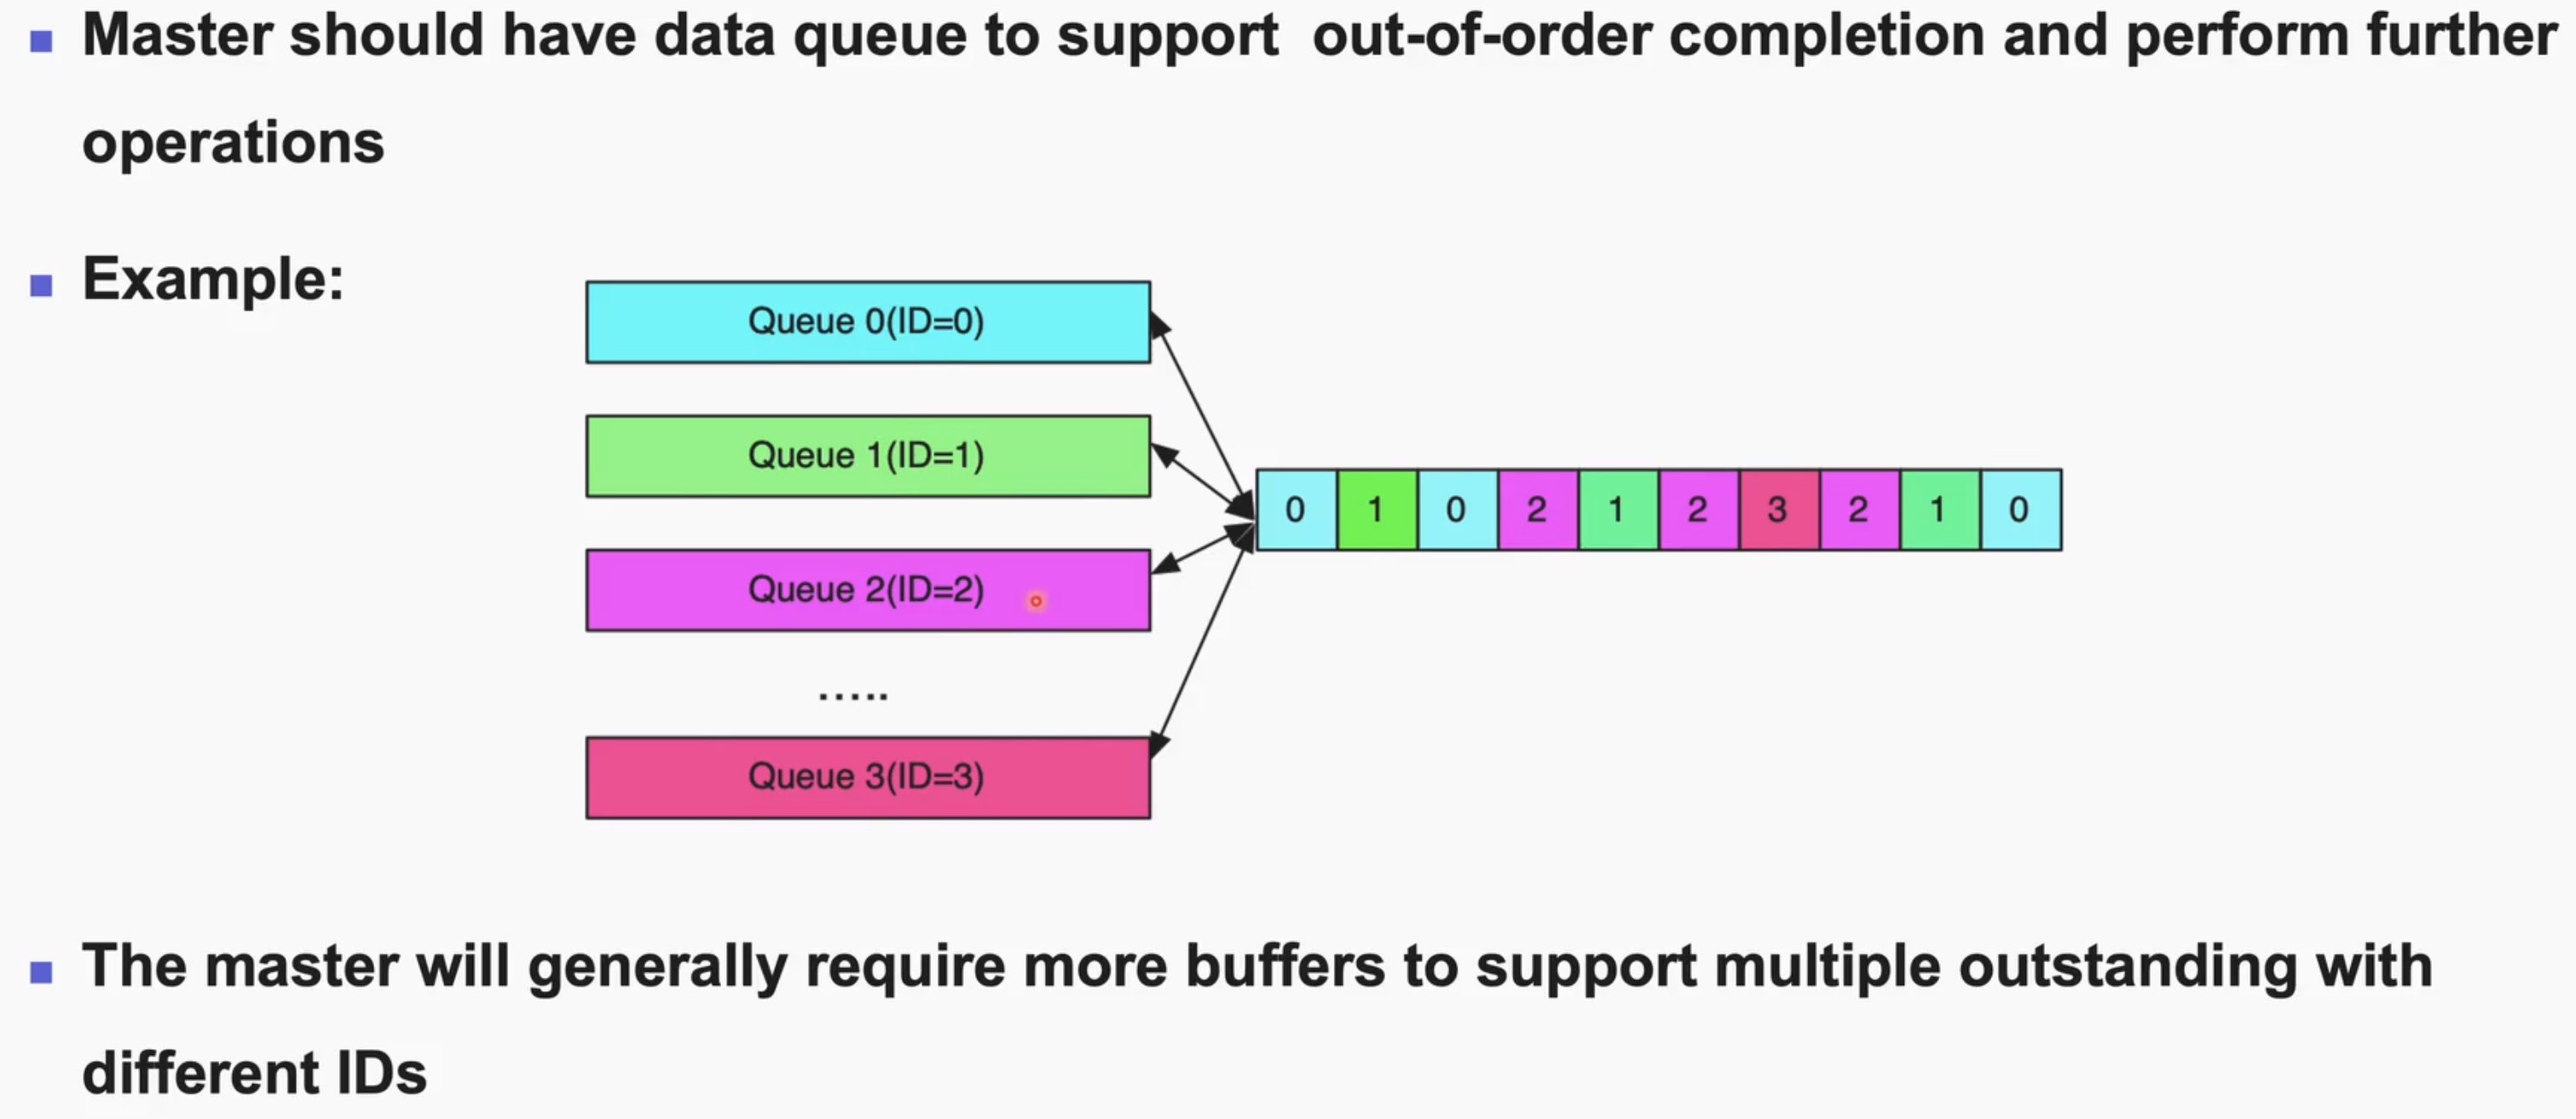 Master should have data queue to support  out-of-order completion and perform further
operations
Example:
Queue 0(ID=0)
Queue 1(ID=1)
Queue 2(ID=2)
.....
Queue 3(ID=3)
0 1 0 2 1 2 3 2 1 0
The master will generally require more buffers to support multiple outstanding with
different IDs